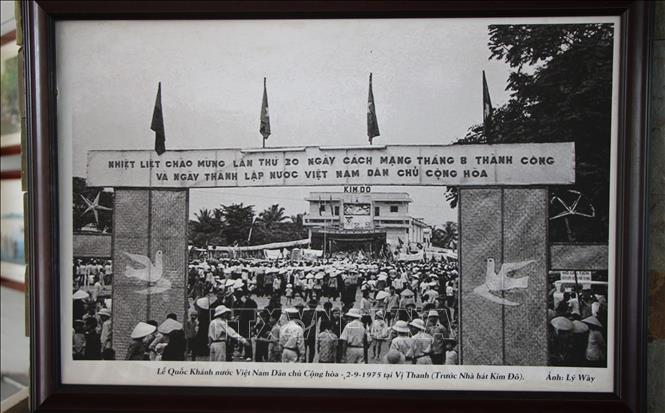 NHIỆT LIỆT CHÀO MỪNG LẦN THỨ 30 NGÀY CÁCH MẠNG THÁNG 8 THÀNH CÔNG
VÀ NGÀY THÀNH LẬP NƯỚC VIỆT NAM DÂN CHỦ CỘNG HÒA
KIM ĐÔ
Lễ Quốc Khánh nước Việt Nam Dân chủ Cộng hòa - 2-9-1975 tại Vị Thanh (Trước Nhà hát Kim Đô). Ảnh: Lý Wày